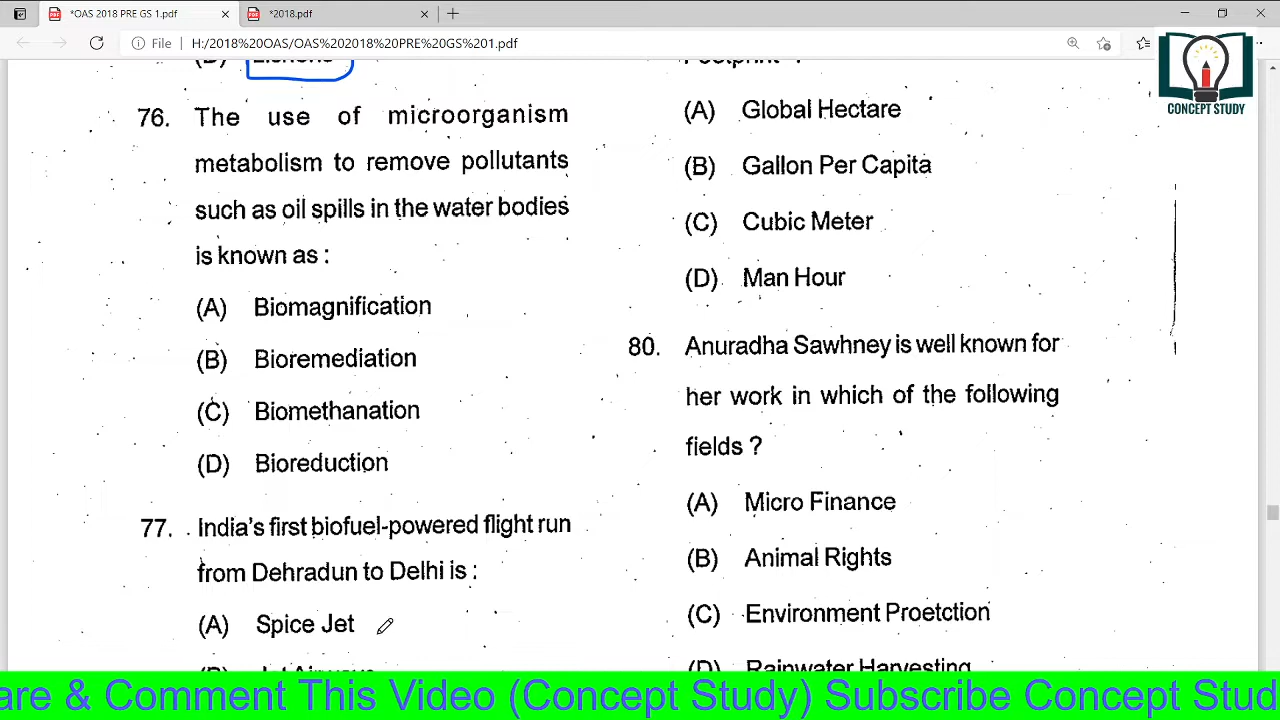 *OAS 2018 PRE GS 1.pdf
*2018.pdf
File
H:/2018%20OAS/OAS%202018%20PRE%20GS%201.pdf
CONCEPT STUDY
76. The use of microorganism
metabolism to remove pollutants
such as oil spills in the water bodies
is known as :
(A) Biomagnification
(B) Bioremediation
(C) Biomethanation
(D) Bioreduction
77. India's first biofuel-powered flight run
from Dehradun to Delhi is :
(A) Spice Jet
(A) Global Hectare
(B) Gallon Per Capita
(C) Cubic Meter
(D) Man Hour
80. Anuradha Sawhney is well known for
her work in which of the following
fields ?
(A) Micro Finance
(B) Animal Rights
(C) Environment Proetction
(D) Rainwater Harvesting
are & Comment This Video (Concept Study) Subscribe Concept Stud